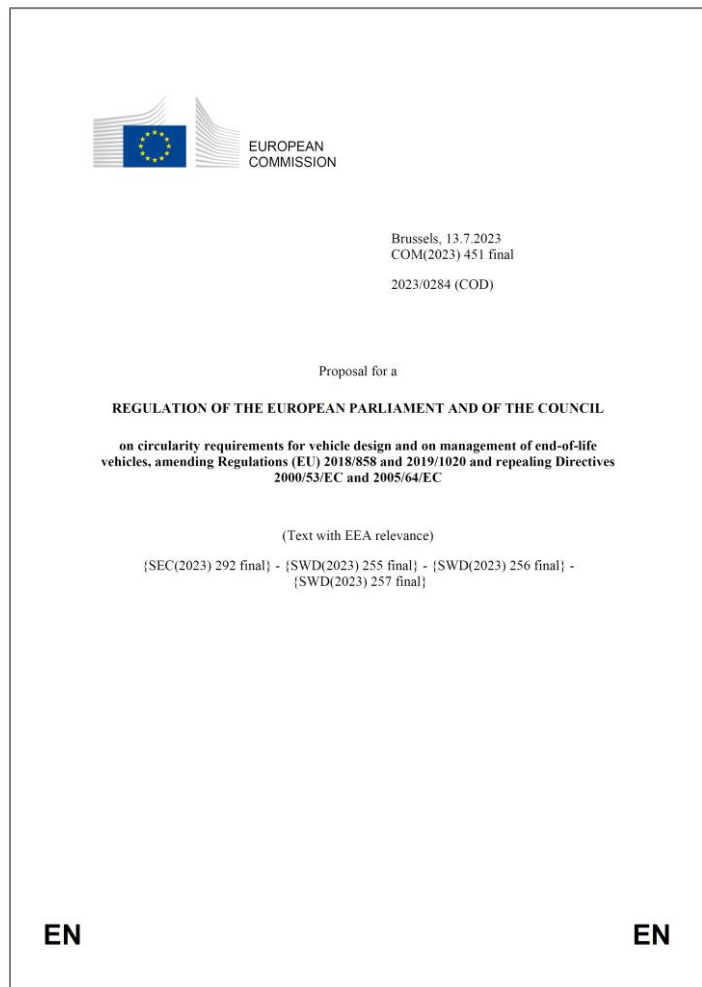 EUROPEAN
COMMISSION
Brussels, 13.7.2023
COM(2023) 451 final
2023/0284 (COD)
Proposal for a
REGULATION OF THE EUROPEAN PARLIAMENT AND OF THE COUNCIL
on circularity requirements for vehicle design and on management of end-of-life
vehicles, amending Regulations (EU) 2018/858 and 2019/1020 and repealing Directives
2000/53/EC and 2005/64/EC
(Text with EEA relevance)
{SEC(2023) 292 final} - {SWD(2023) 255 final} - {SWD(2023) 256 final} -
{SWD(2023) 257 final}
EN EN